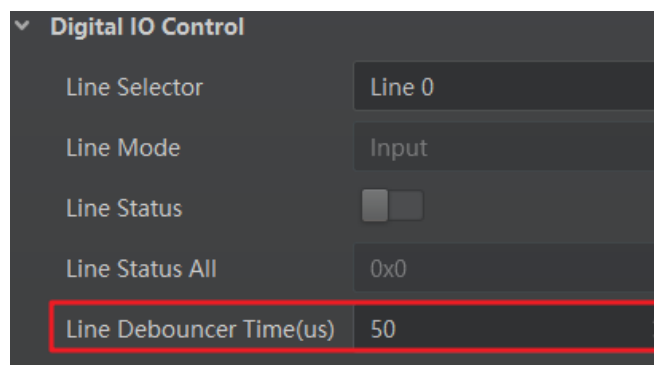 Digital IO Control
Line Selector Line 0
Line Mode Input
Line Status
Line Status All 0x0
Line Debouncer Time(us) 50